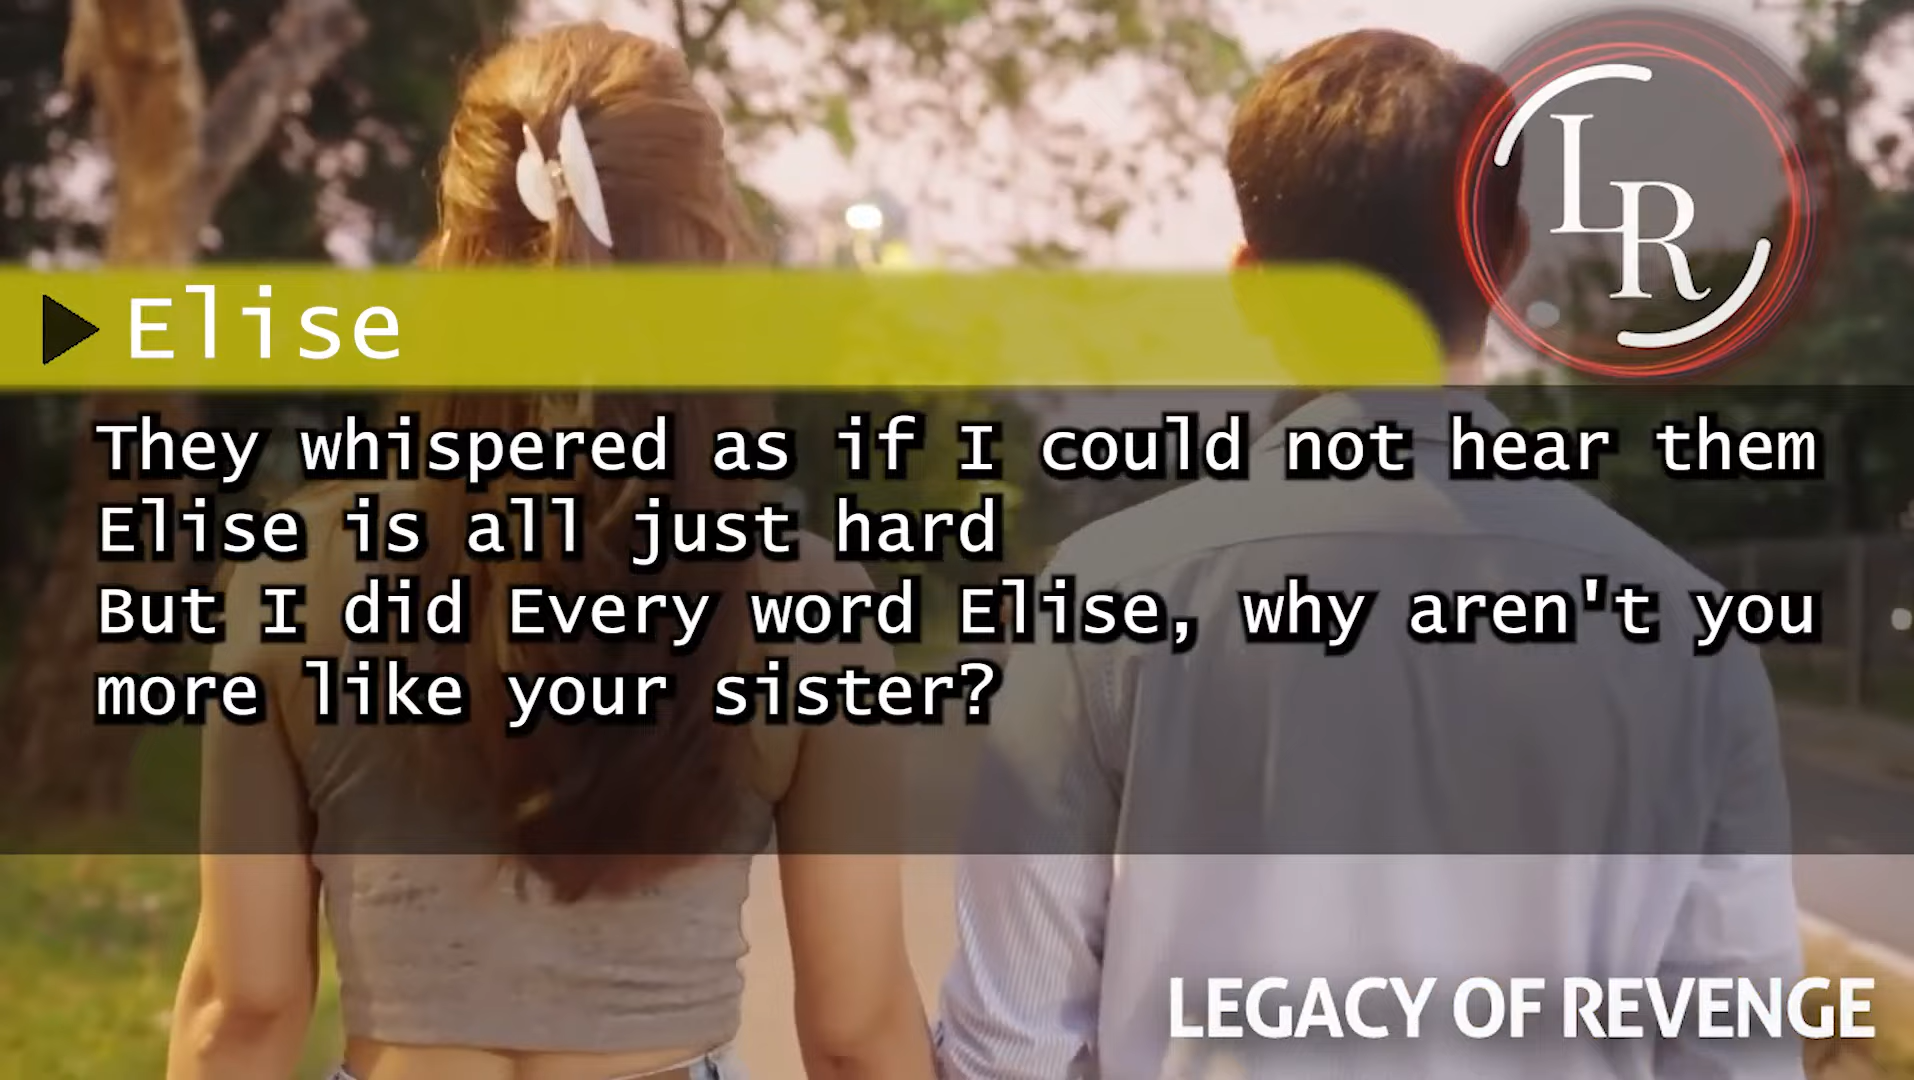 LR
Elise
They whispered as if I could not hear them
Elise is all just hard
But I did Every word Elise, why aren't you
more like your sister?
LEGACY OF REVENGE